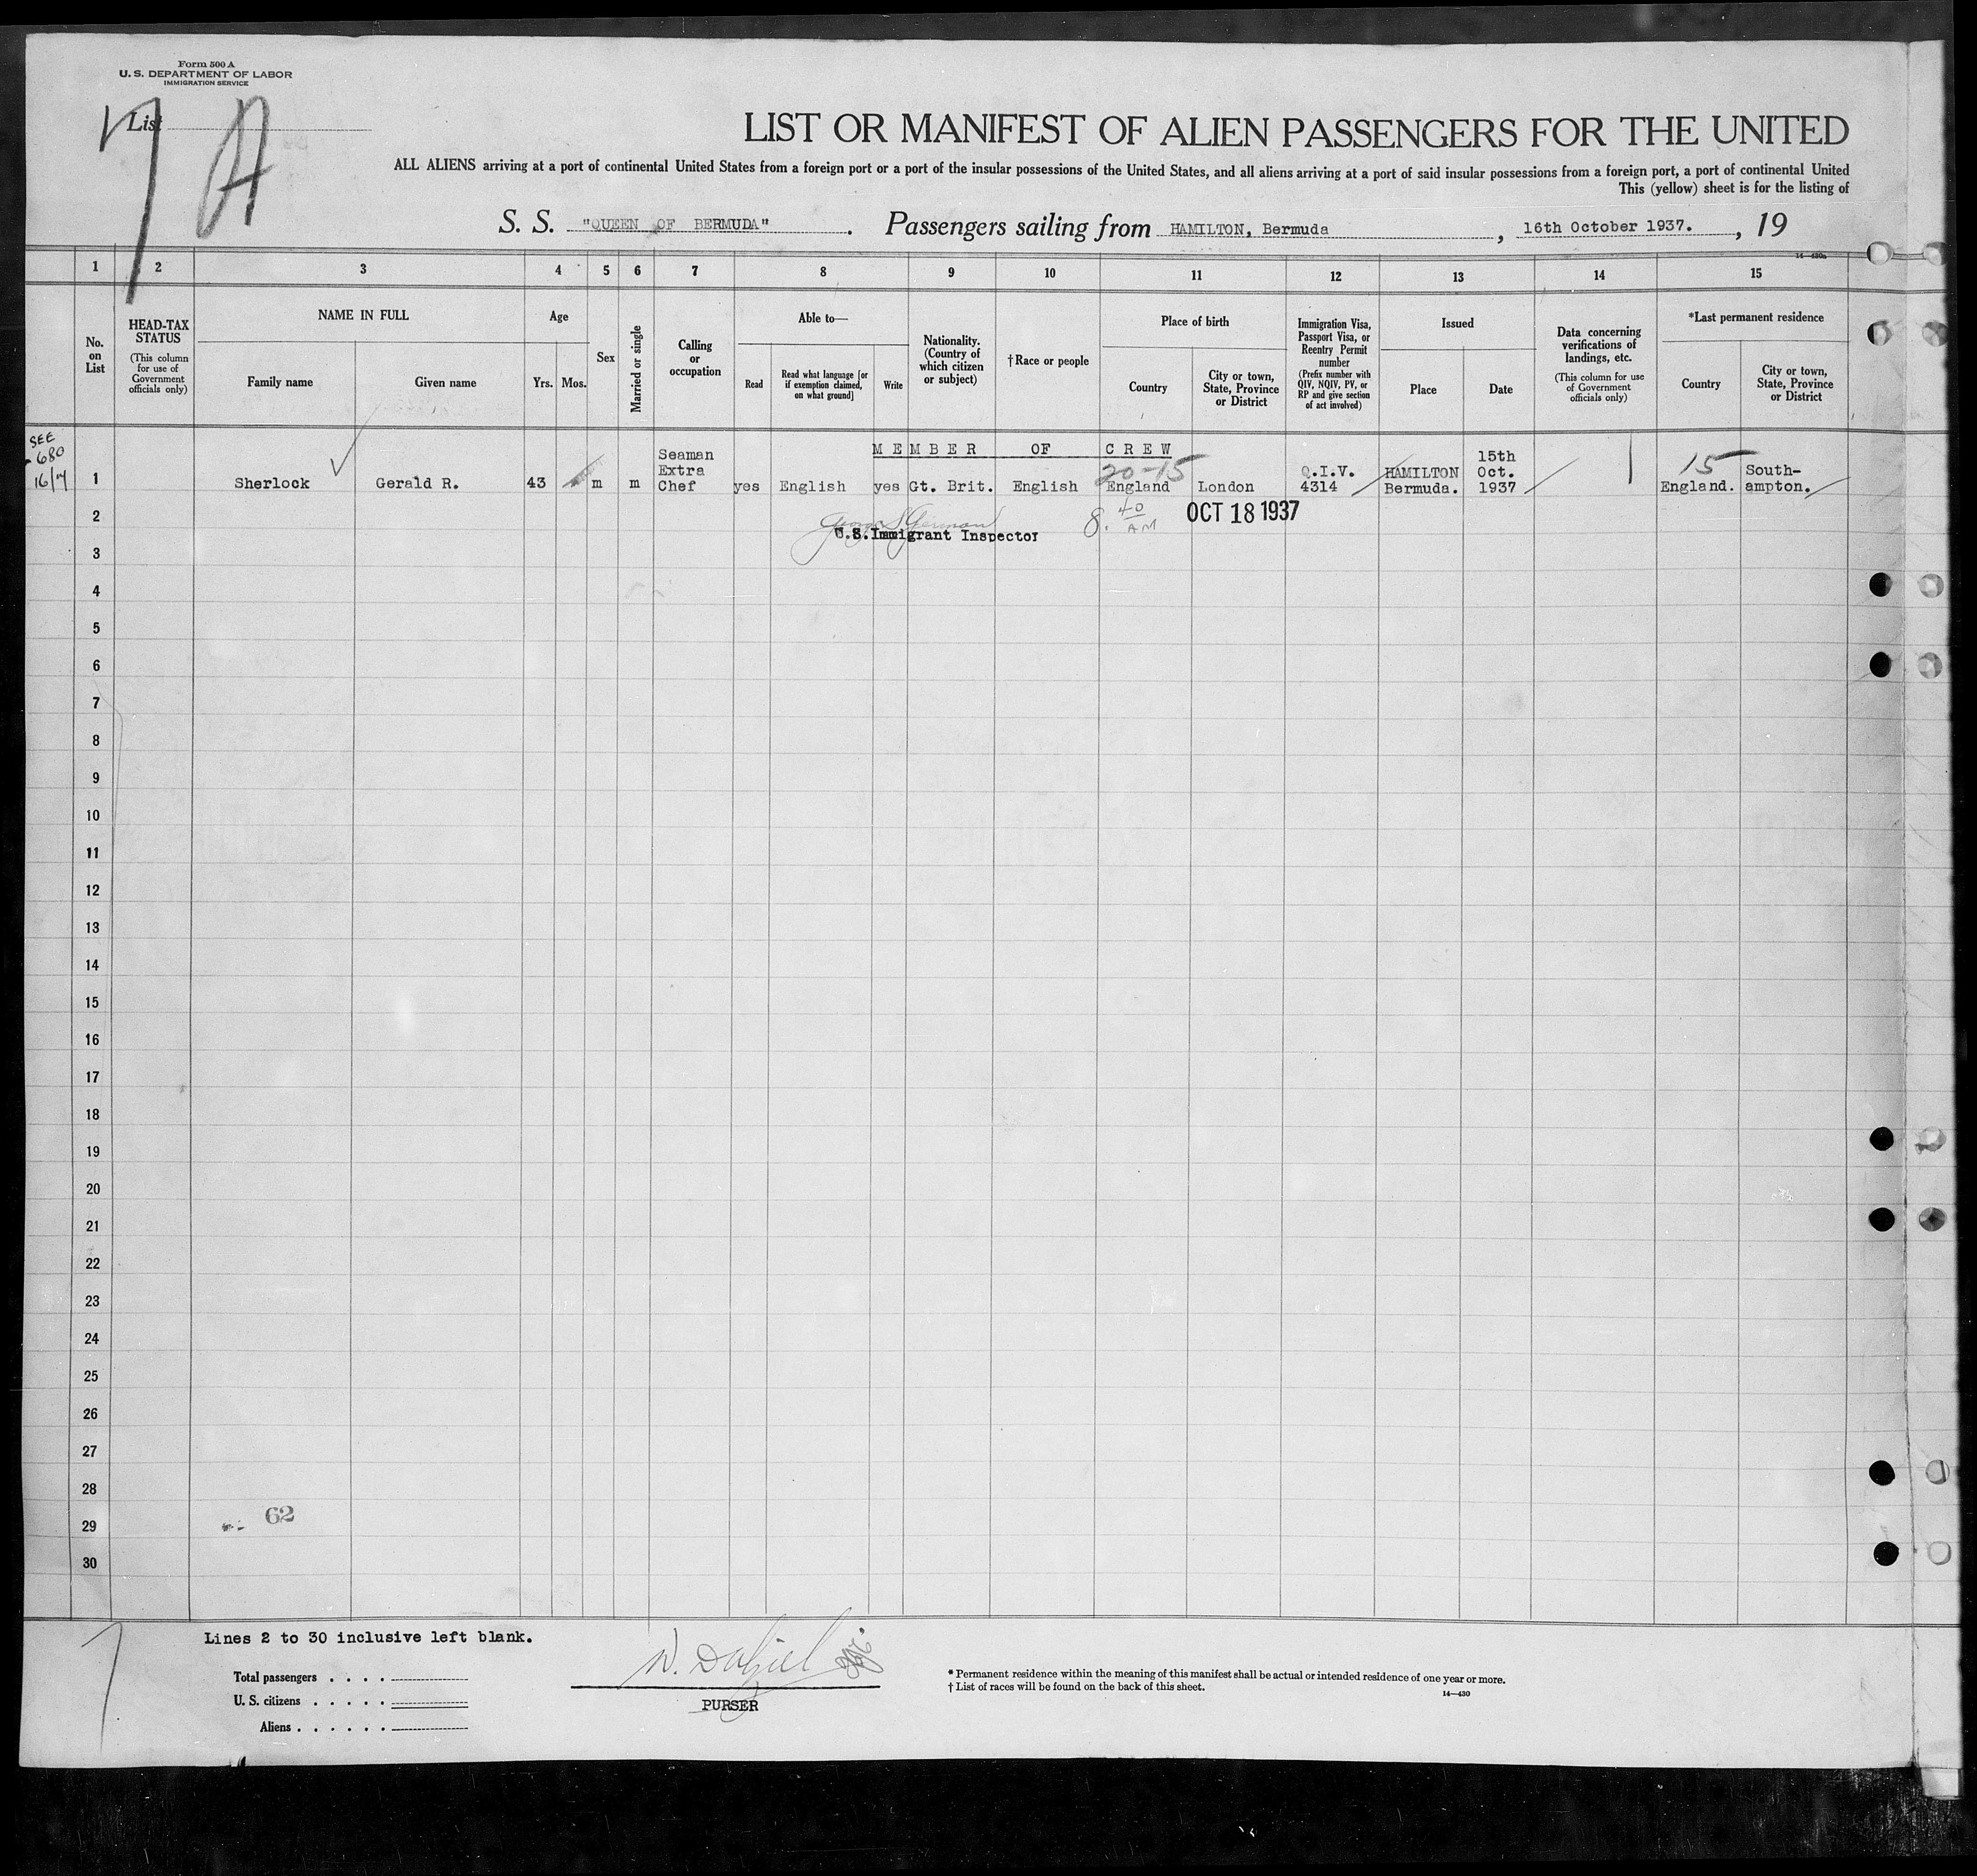 Form 500 A
U. S. DEPARTMENT OF LABOR
IMMIGRATION SERVICE
List
7 A
LIST OR MANIFEST OF ALIEN PASSENGERS FOR THE UNITED
ALL ALIENS arriving at a port of continental United States from a foreign port or a port of the insular possessions of the United States, and all aliens arriving at a port of said insular possessions from a foreign port, a port of continental United
This (yellow) sheet is for the listing of
S. S. "QUEEN OF BERMUDA". Passengers sailing from HAMILTON, Bermuda, 16th October 1937., 19
14—430a
1 2 3 4 5 6 7 8 9 10 11 12 13 14 15
No. on List
HEAD-TAX STATUS
(This column for use of Government officials only)
NAME IN FULL
Family name
Given name
Age
Yrs. Mos.
Sex
Married or single
Calling or occupation
Able to—
Read
Read what language [or if exemption claimed, on what ground]
Write
Nationality. (Country of which citizen or subject)
†Race or people
Place of birth
Country
City or town, State, Province or District
Immigration Visa, Passport Visa, or Reentry Permit number
(Prefix number with QIV, NQIV, PV, or RP and give section of act involved)
Issued
Place
Date
Data concerning verifications of landings, etc.
(This column for use of Government officials only)
*Last permanent residence
Country
City or town, State, Province or District
SEE
680
16/7
MEMBER OF CREW
1 Sherlock Gerald R. 43 m m Seaman Extra Chef yes English yes Gt. Brit. English England London Q.I.V. 4314 HAMILTON Bermuda. 15th Oct. 1937 England. South-ampton.
20-15
15
2
8. 40 AM
OCT 18 1937
U.S. Immigrant Inspector
3
4
5
6
7
8
9
10
11
12
13
14
15
16
17
18
19
20
21
22
23
24
25
26
27
28
62
29
30
Lines 2 to 30 inclusive left blank.
Total passengers . . . .
U. S. citizens . . . . .
Aliens . . . . . .
PURSER
* Permanent residence within the meaning of this manifest shall be actual or intended residence of one year or more.
† List of races will be found on the back of this sheet.
14—430